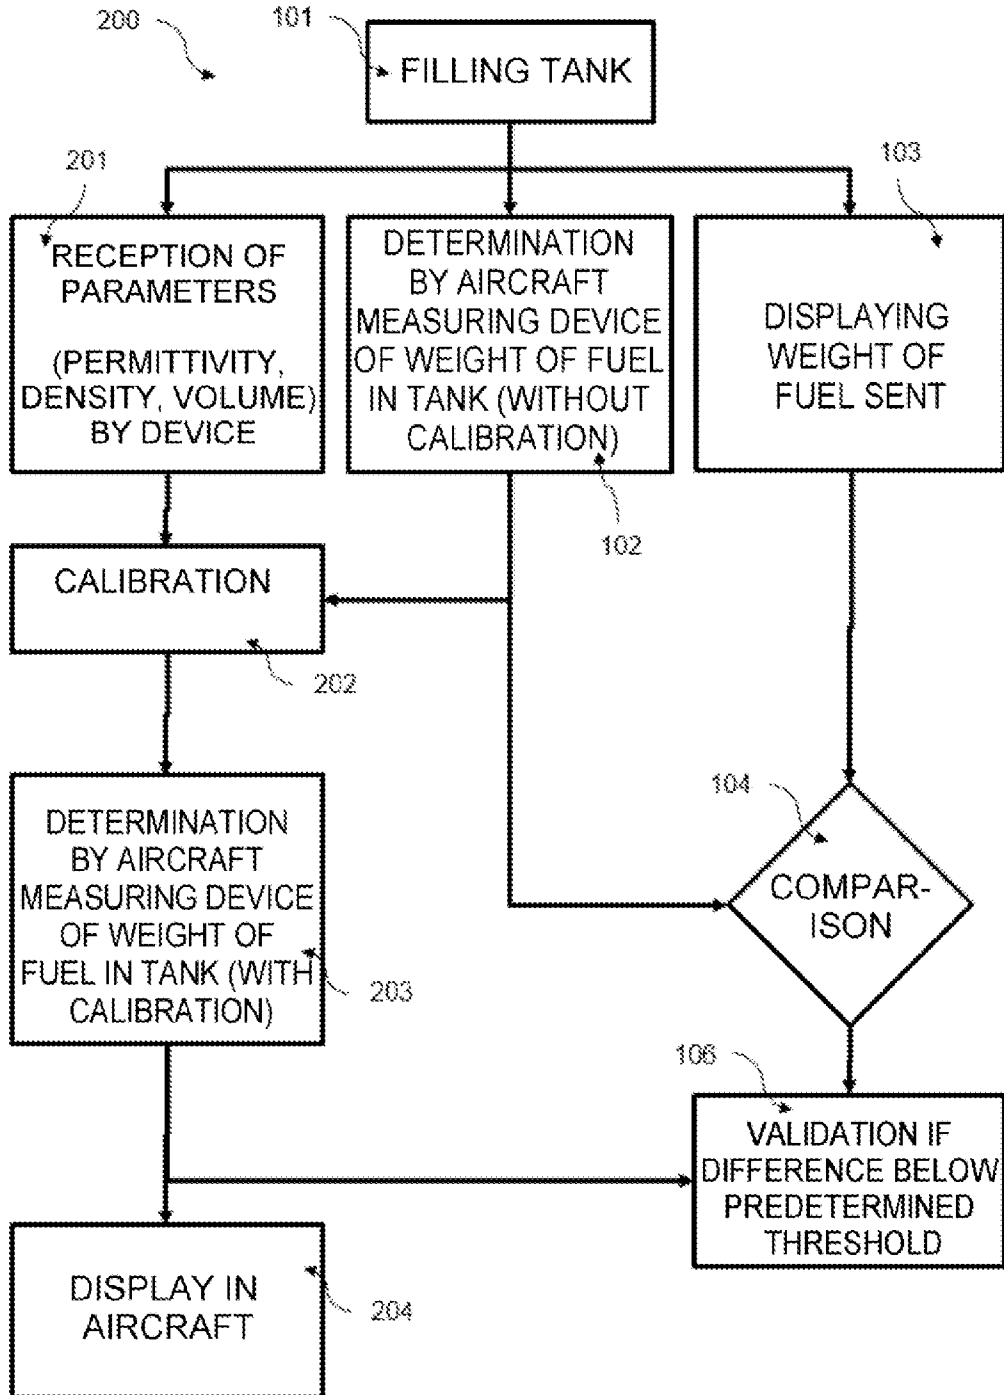 200
101
FILLING TANK
201
RECEPTION OF
PARAMETERS
(PERMITTIVITY,
DENSITY, VOLUME)
BY DEVICE
DETERMINATION
BY AIRCRAFT
MEASURING DEVICE
OF WEIGHT OF FUEL
IN TANK (WITHOUT
CALIBRATION)
102
103
DISPLAYING
WEIGHT OF
FUEL SENT
CALIBRATION
202
DETERMINATION
BY AIRCRAFT
MEASURING DEVICE
OF WEIGHT OF
FUEL IN TANK (WITH
CALIBRATION)
203
104
COMPAR-
ISON
106
VALIDATION IF
DIFFERENCE BELOW
PREDETERMINED
THRESHOLD
DISPLAY IN
AIRCRAFT
204